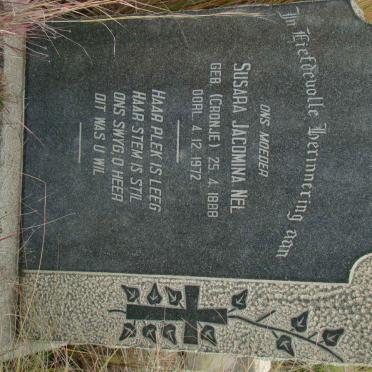 In Liefdevolle Herinnering aan
ONS MOEDER
SUSARA JACOMINA NEL
GEB. (CRONJE) 25. 4. 1888
OORL. 4. 12. 1972
HAAR PLEK IS LEEG
HAAR STEM IS STIL
ONS SWYG O HEER
DIT WAS U WIL